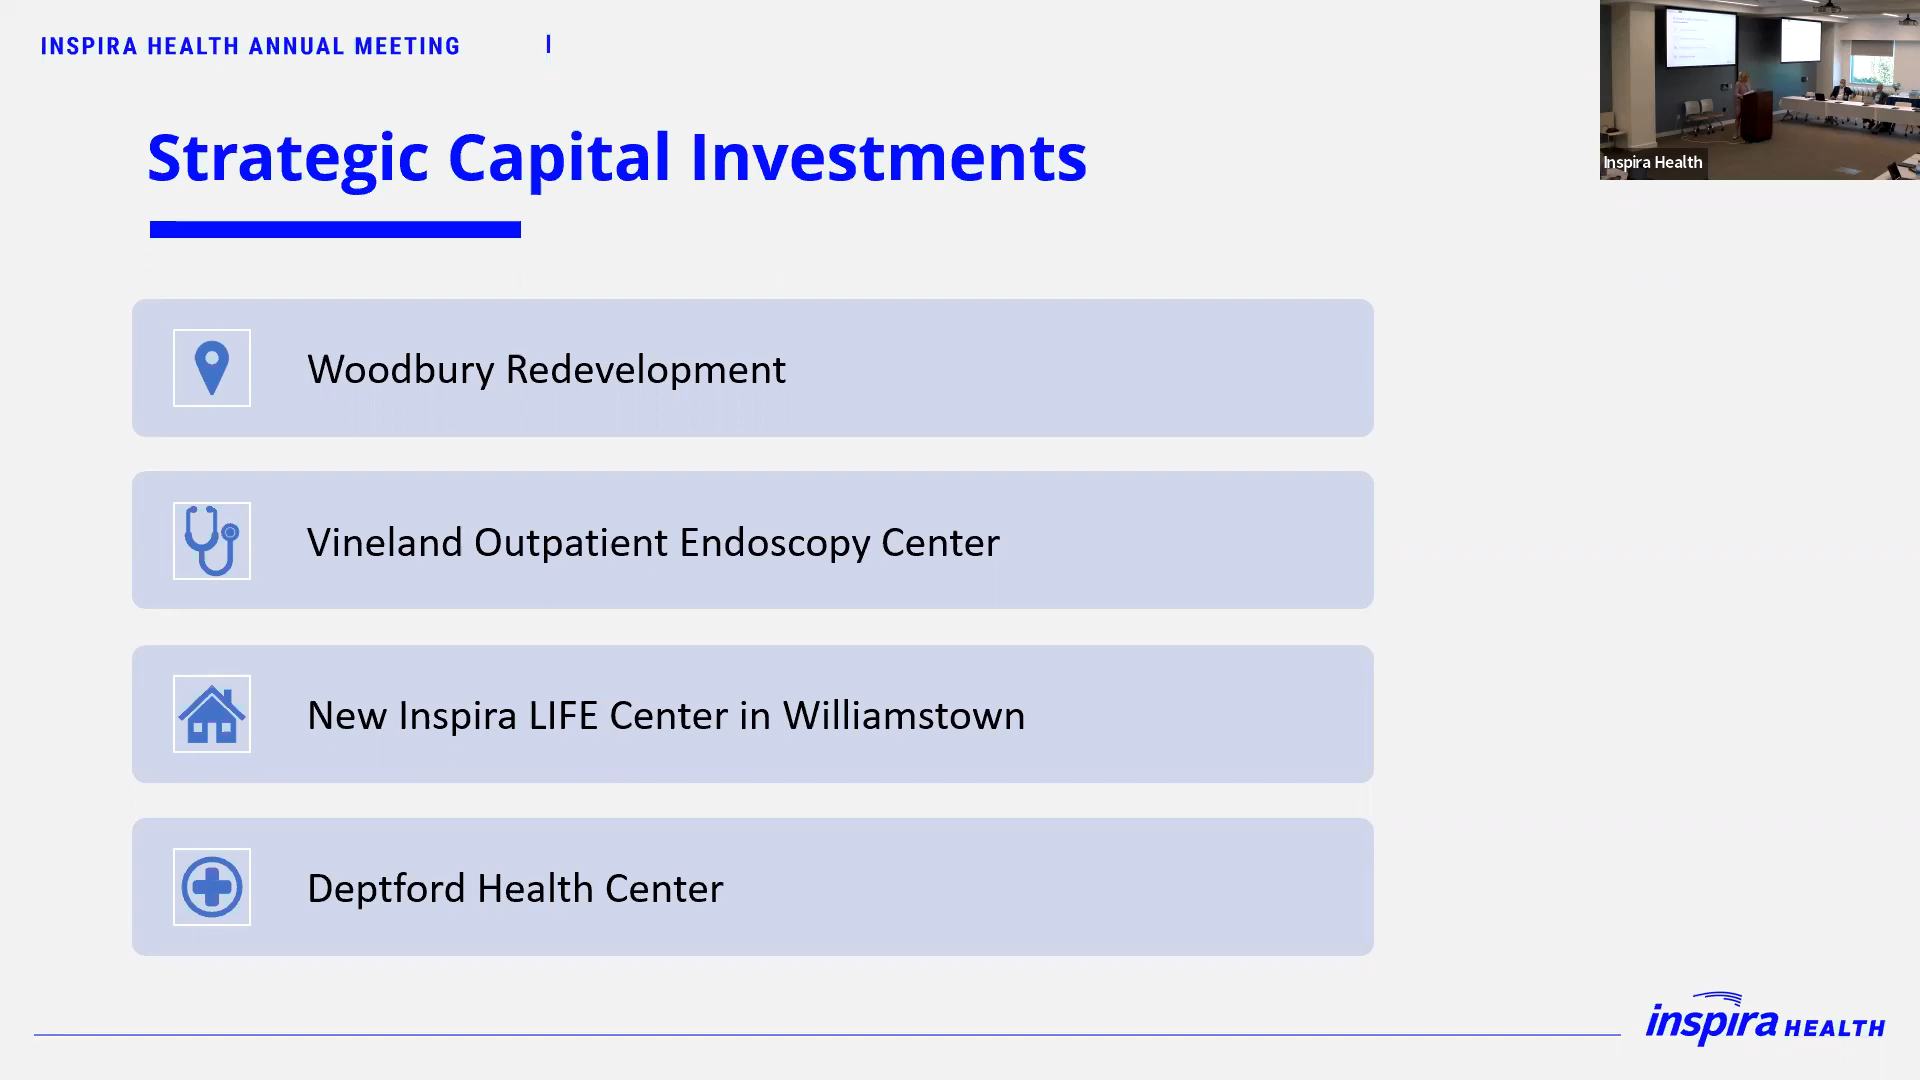 INSPIRA HEALTH ANNUAL MEETING
Inspira Health
Strategic Capital Investments
Woodbury Redevelopment
Vineland Outpatient Endoscopy Center
New Inspira LIFE Center in Williamstown
Deptford Health Center
inspira HEALTH